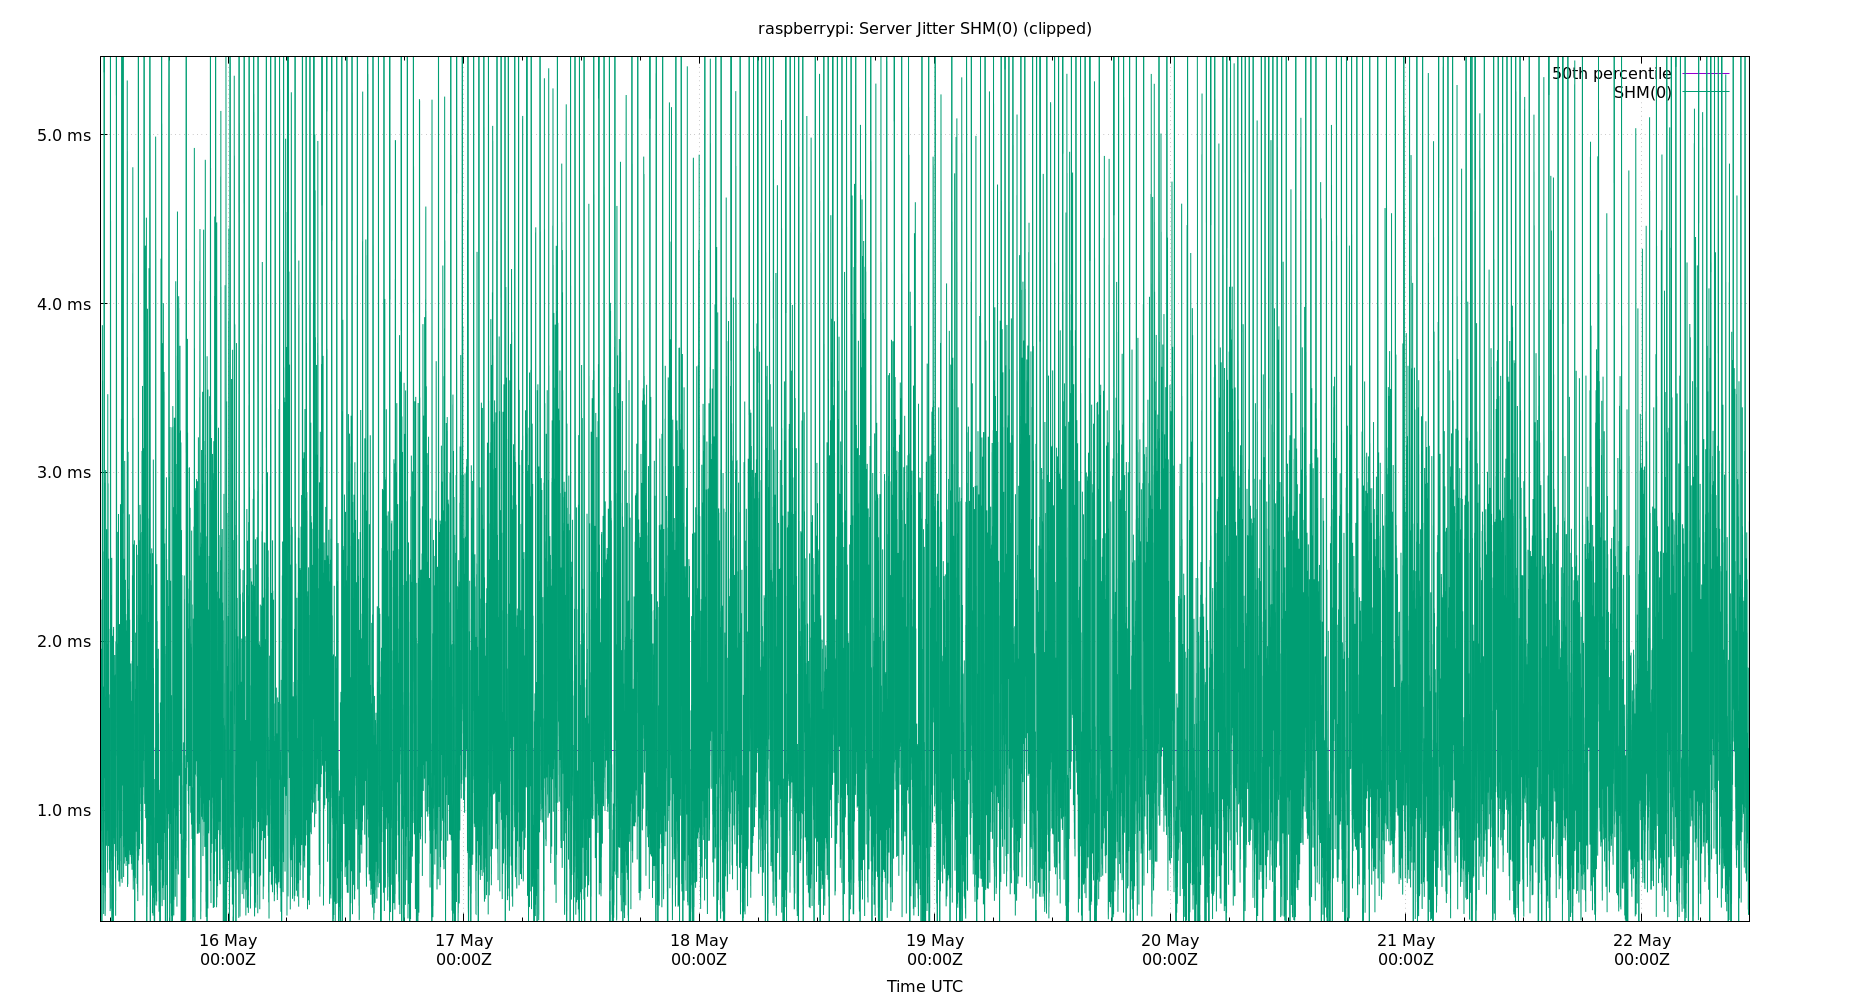 raspberrypi: Server Jitter SHM(0) (clipped)
50th percentile
SHM(0)
5.0 ms
4.0 ms
3.0 ms
2.0 ms
1.0 ms
16 May 17 May 18 May 19 May 20 May 21 May 22 May
00:00Z 00:00Z 00:00Z 00:00Z 00:00Z 00:00Z 00:00Z
Time UTC